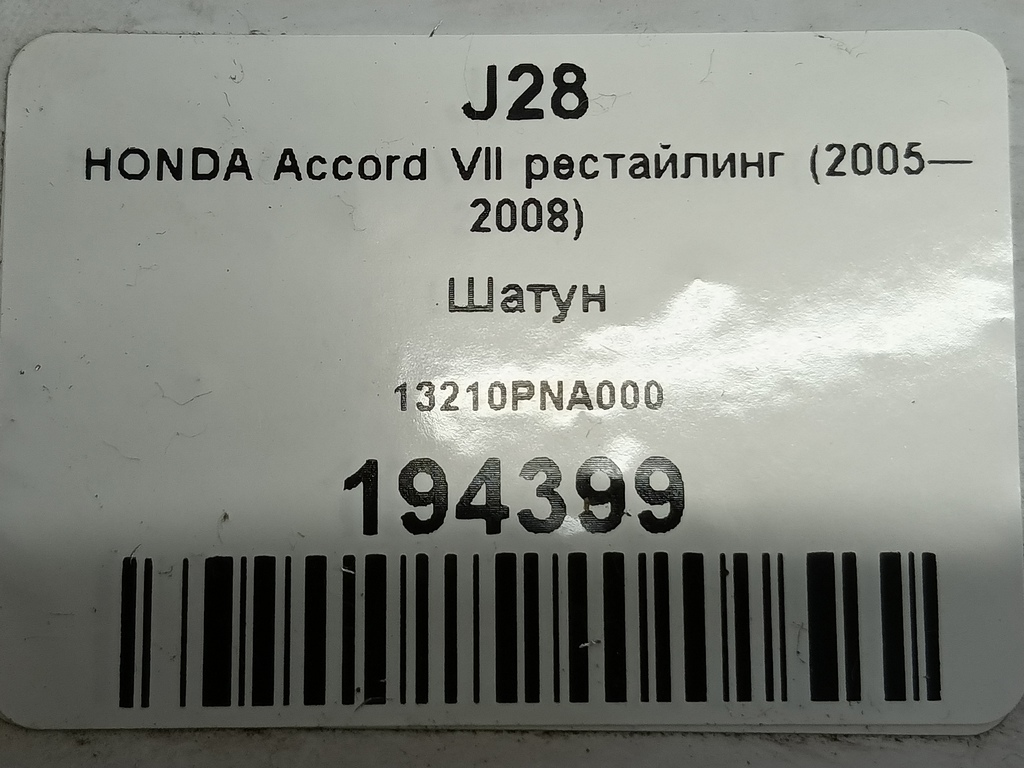 J28
HONDA Accord VII рестайлинг (2005—
2008)
Шатун
13210PNA000
194399